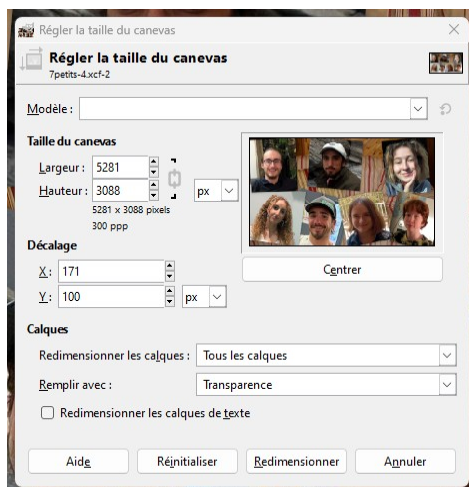 Régler la taille du canevas
Régler la taille du canevas
7petits-4.xcf-2
Modèle :
Taille du canevas
Largeur : 5281
Hauteur : 3088 px
5281 x 3088 pixels
300 ppp
Décalage
X : 171
Y : 100 px
Centrer
Calques
Redimensionner les calques : Tous les calques
Remplir avec : Transparence
Redimensionner les calques de texte
Aide Réinitialiser Redimensionner Annuler